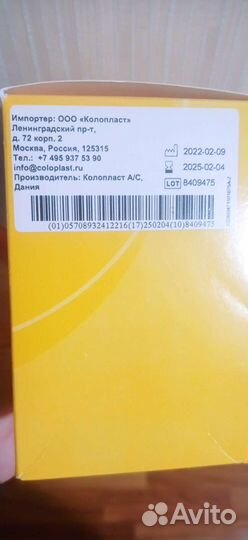 Импортер: ООО «Колопласт»
Ленинградский пр-т,
д. 72 корп. 2
Москва, Россия, 125315
Тел.: +7 495 937 53 90
info@coloplast.ru
Производитель: Колопласт А/С,
Дания
2022-02-09
2025-02-04
LOT 8409475
(01)05708932412216(17)250204(10)8409475
Avito